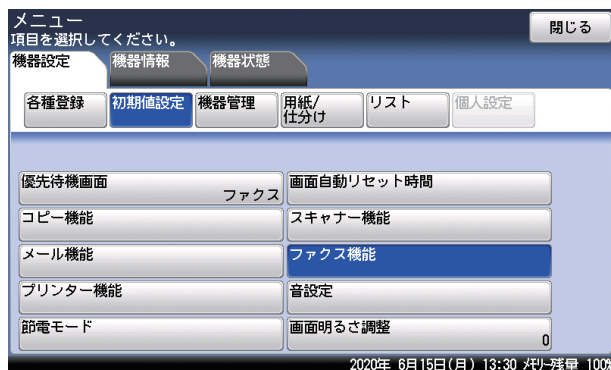 メニュー
項目を選択してください。
閉じる
機器設定
機器情報
機器状態
各種登録
初期値設定
機器管理
用紙/
仕分け
リスト
個人設定
優先待機画面
ファクス
画面自動リセット時間
コピー機能
スキャナー機能
メール機能
ファクス機能
プリンター機能
音設定
節電モード
画面明るさ調整
0
2020年 6月15日(月) 13:30 メモリー残量 100%